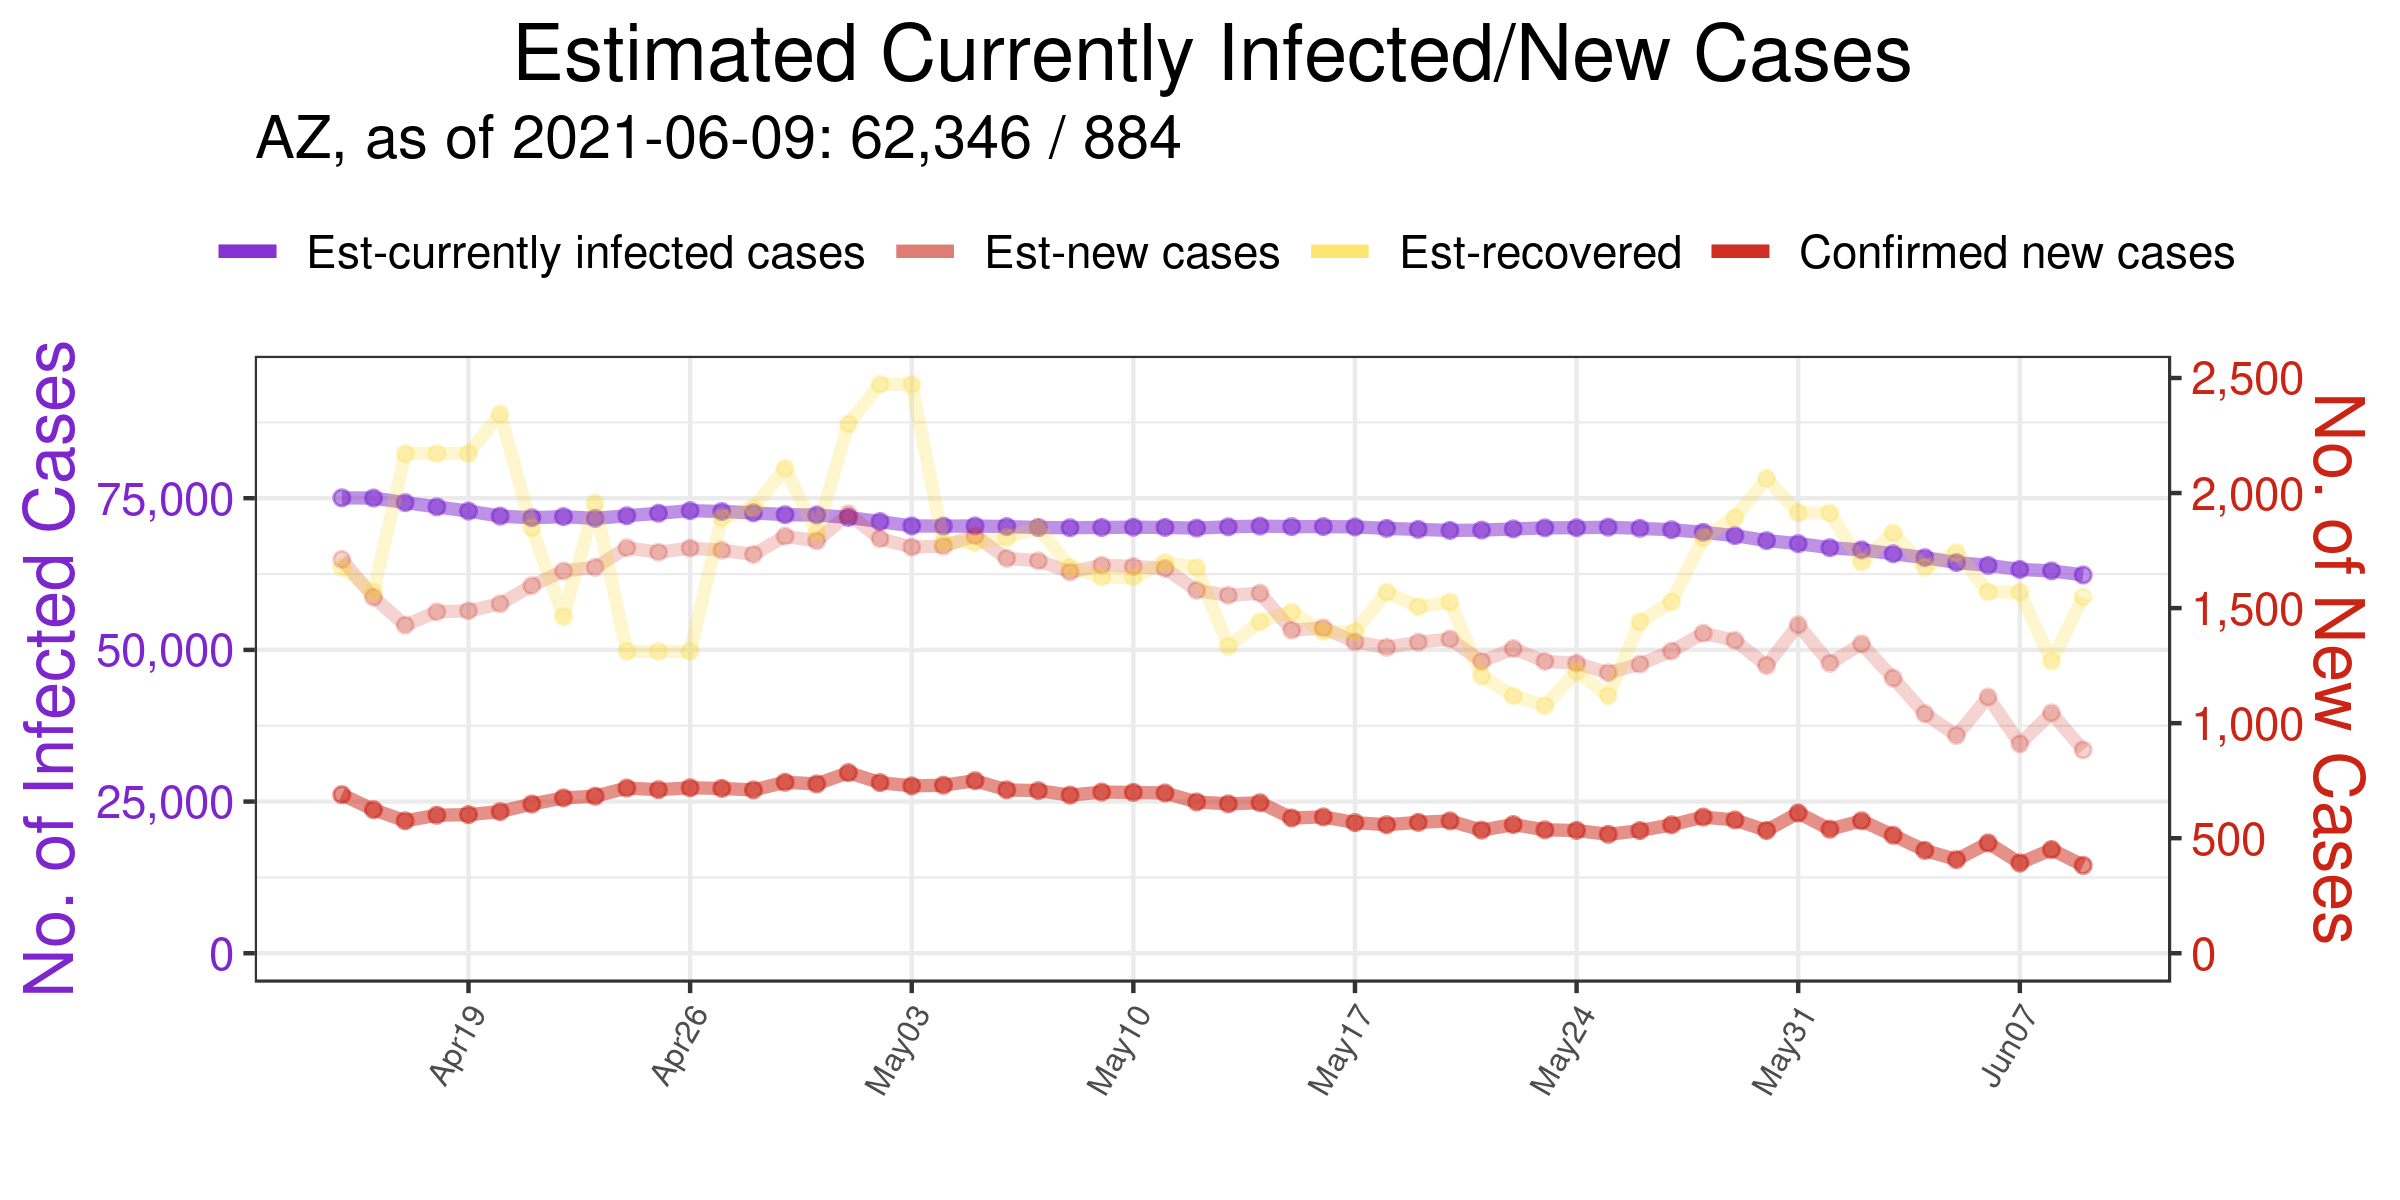 Estimated Currently Infected/New Cases
AZ, as of 2021-06-09: 62,346 / 884
Est-currently infected cases Est-new cases Est-recovered Confirmed new cases
No. of Infected Cases
75,000
50,000
25,000
0
2,500
2,000
1,500
1,000
500
0
No. of New Cases
Apr19 Apr26 May03 May10 May17 May24 May31 Jun07